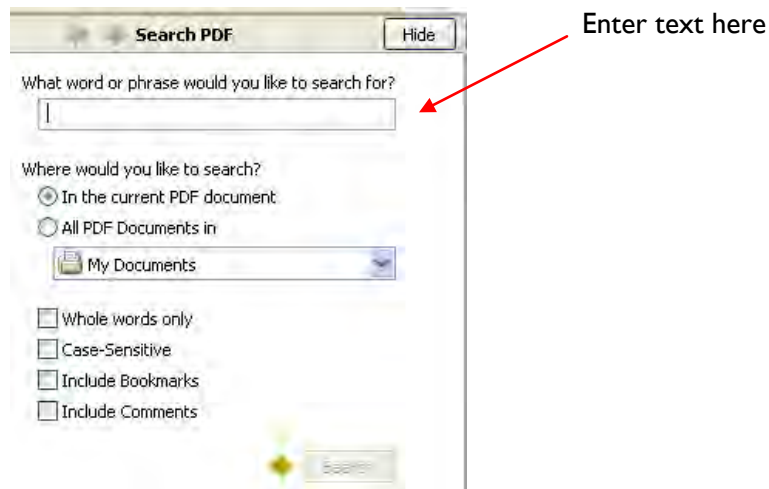 Search PDF
Hide
Enter text here
What word or phrase would you like to search for?
Where would you like to search?
In the current PDF document
All PDF Documents in
My Documents
Whole words only
Case-Sensitive
Include Bookmarks
Include Comments
Search